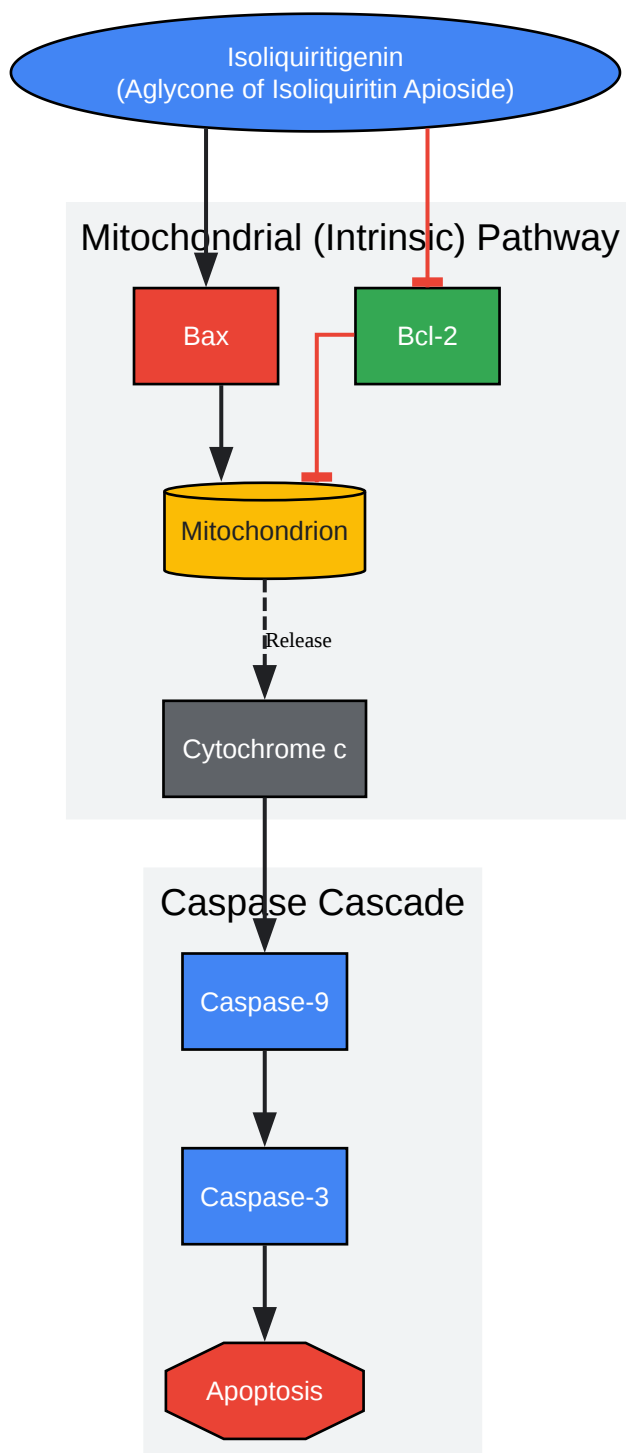 Isoliquiritigenin
(Aglycone of Isoliquiritin Apioside)
Mitochondrial (Intrinsic) Pathway
Bax
Bcl-2
Mitochondrion
Release
Cytochrome c
Caspase Cascade
Caspase-9
Caspase-3
Apoptosis